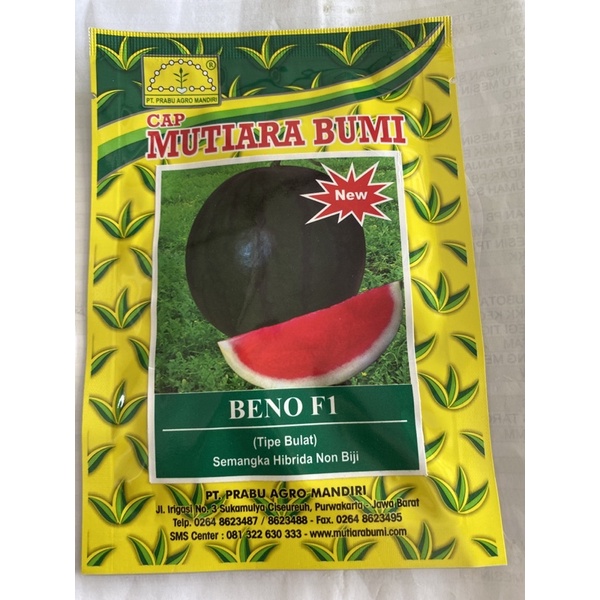 ®
PT. PRABU AGRO MANDIRI
CAP
MUTIARA BUMI
New
BENO F1
(Tipe Bulat)
Semangka Hibrida Non Biji
PT. PRABU AGRO MANDIRI
Jl. Irigasi No. 3 Sukamulya Ciseureuh, Purwakarta - Jawa Barat
Telp. 0264 8623487 / 8623488 - Fax. 0264 8623495
SMS Center : 081 322 630 333 - www.mutiarabumi.com